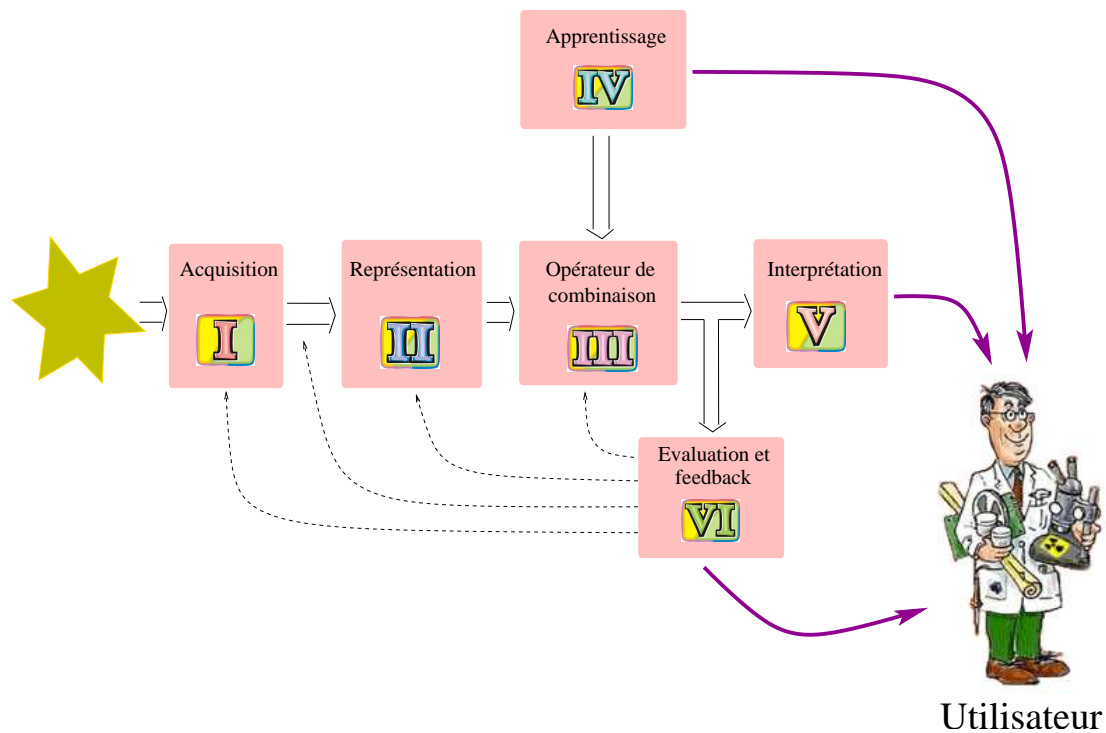 Apprentissage
IV
Acquisition
I
Représentation
II
Opérateur de
combinaison
III
Interprétation
V
Evaluation et
feedback
VI
Utilisateur